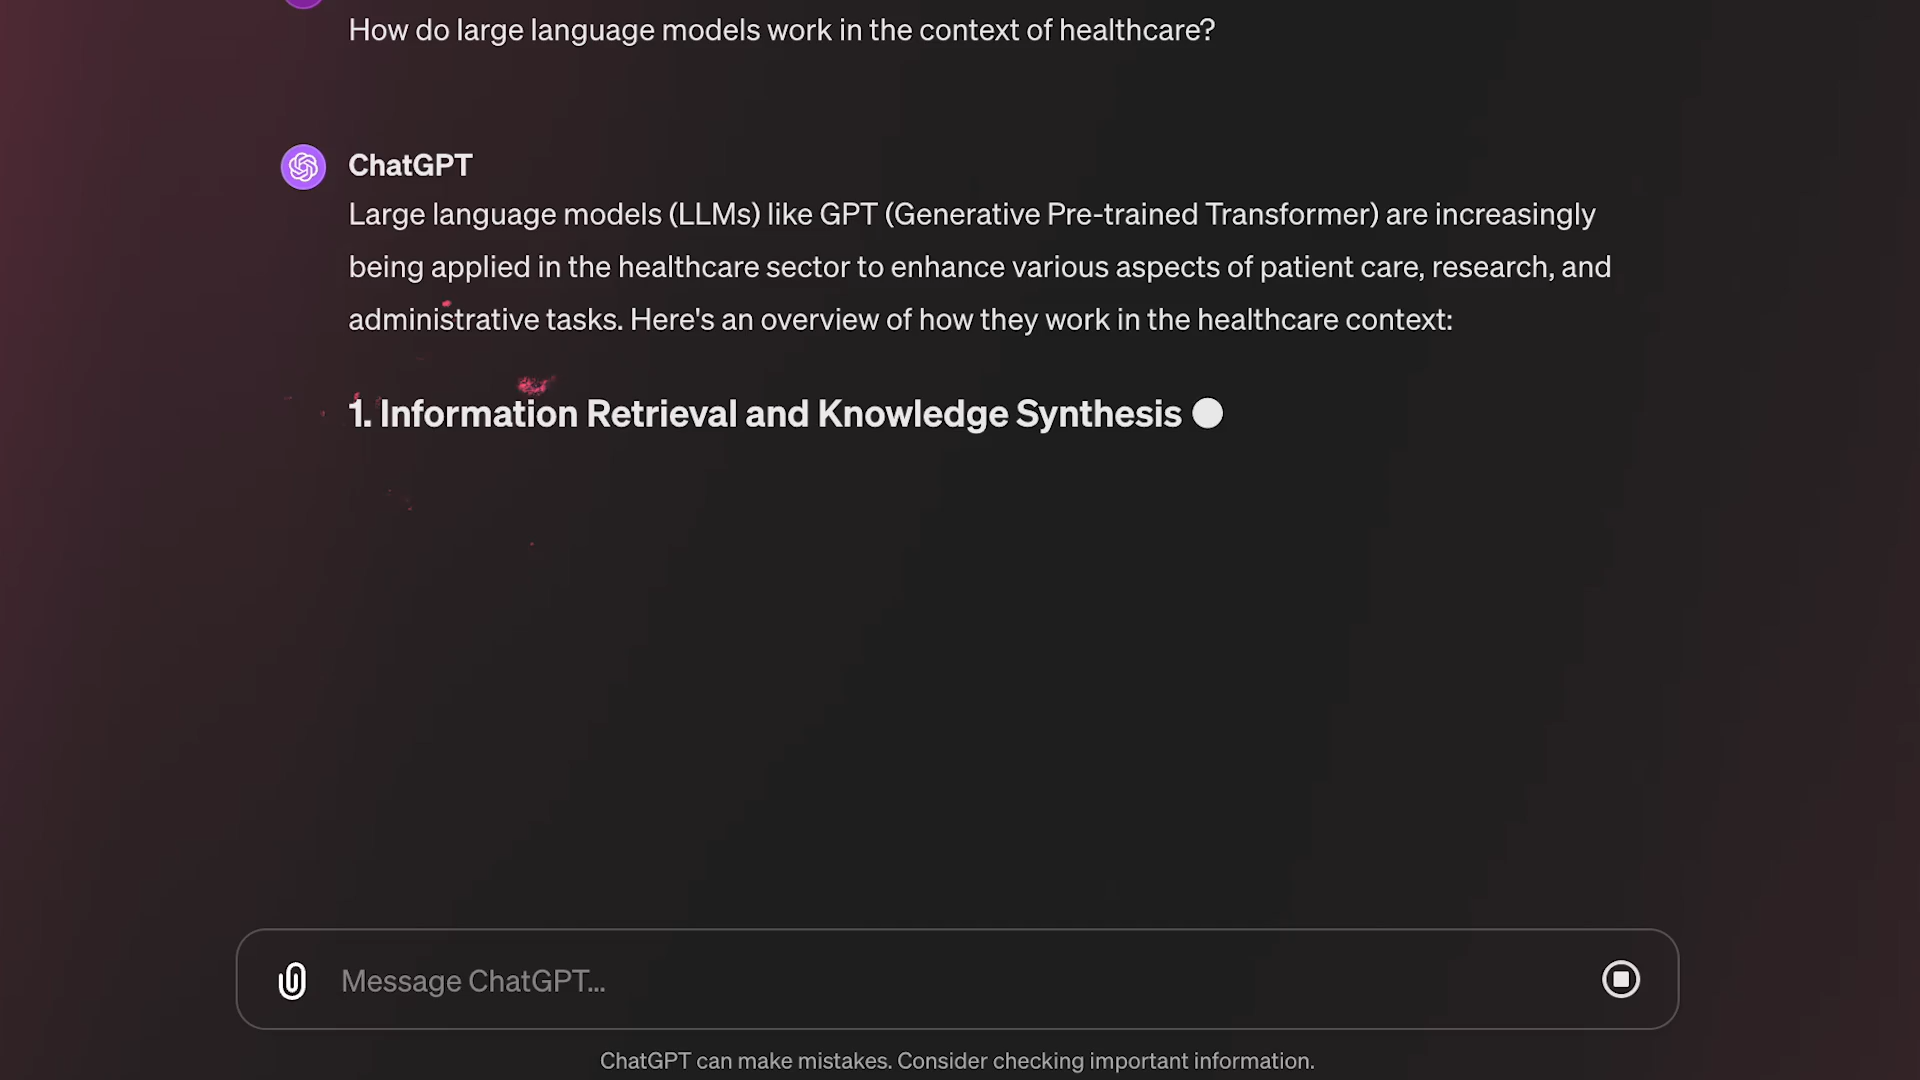 How do large language models work in the context of healthcare?
ChatGPT
Large language models (LLMs) like GPT (Generative Pre-trained Transformer) are increasingly
being applied in the healthcare sector to enhance various aspects of patient care, research, and
administrative tasks. Here's an overview of how they work in the healthcare context:
1. Information Retrieval and Knowledge Synthesis
Message ChatGPT...
ChatGPT can make mistakes. Consider checking important information.